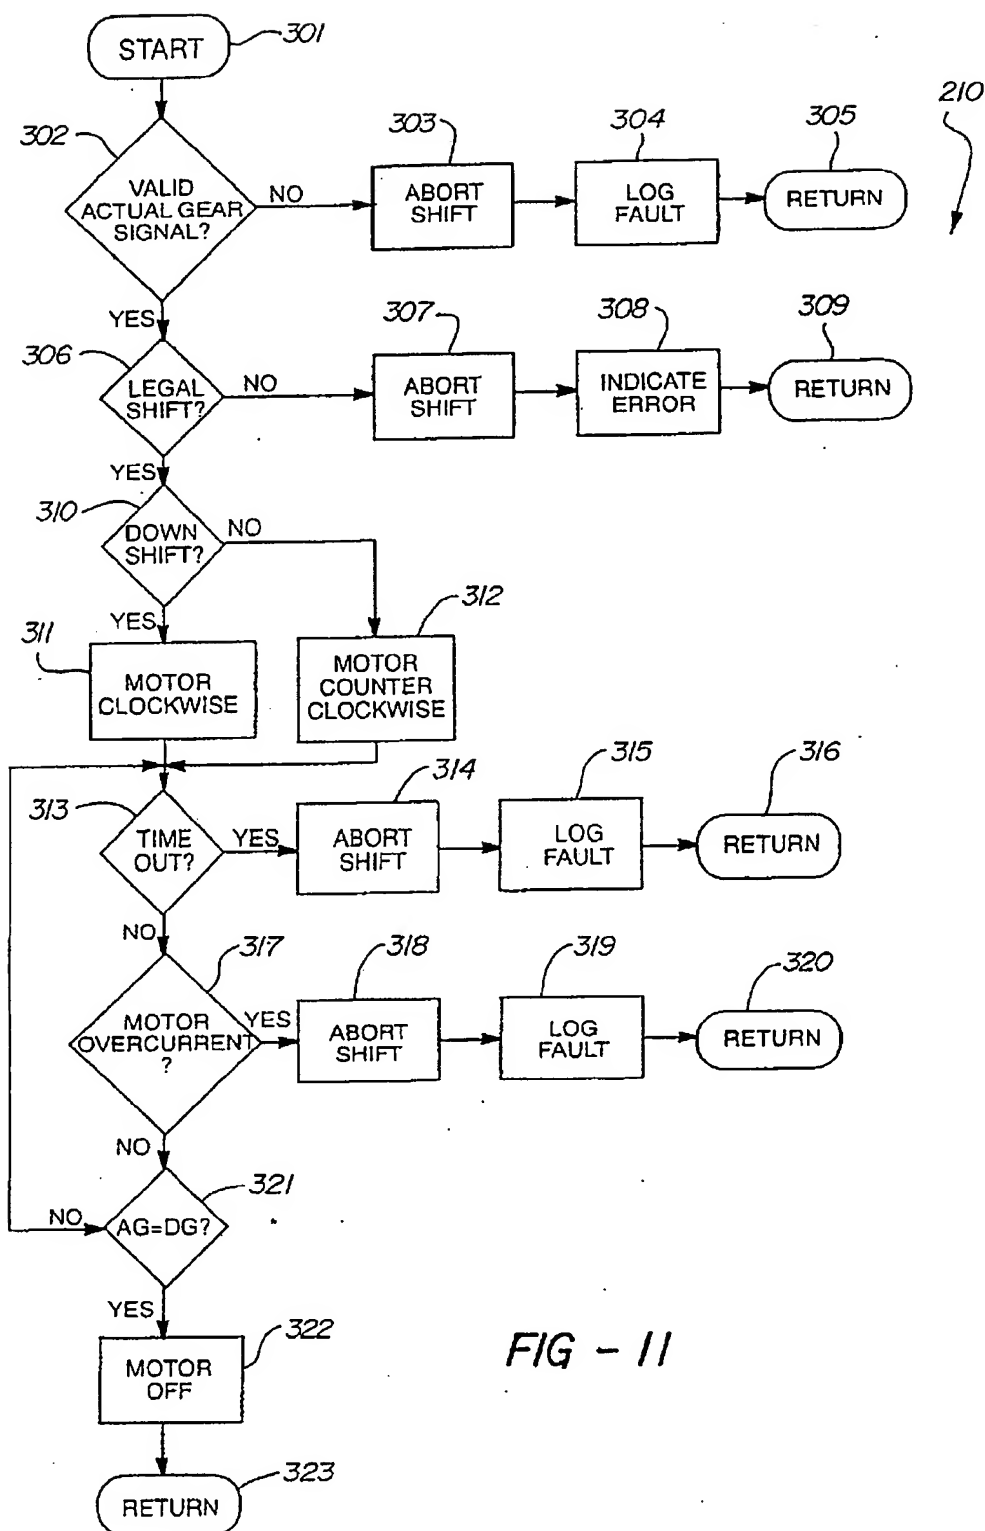 START
301
210
302
VALID
ACTUAL GEAR
SIGNAL?
NO
303
ABORT
SHIFT
304
LOG
FAULT
305
RETURN
YES
306
LEGAL
SHIFT?
NO
307
ABORT
SHIFT
308
INDICATE
ERROR
309
RETURN
YES
310
DOWN
SHIFT?
NO
YES
311
MOTOR
CLOCKWISE
312
MOTOR
COUNTER
CLOCKWISE
313
TIME
OUT?
YES
314
ABORT
SHIFT
315
LOG
FAULT
316
RETURN
NO
317
MOTOR
OVERCURRENT
?
YES
318
ABORT
SHIFT
319
LOG
FAULT
320
RETURN
NO
321
AG=DG?
NO
YES
322
MOTOR
OFF
323
RETURN
FIG - 11